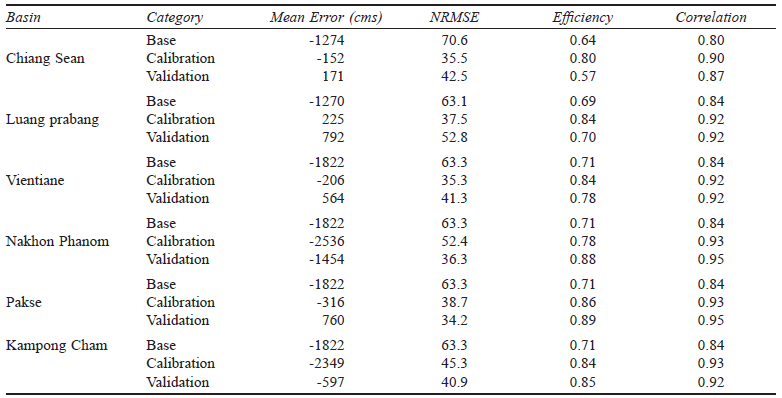 Basin Category Mean Error (cms) NRMSE Efficiency Correlation
Base -1274 70.6 0.64 0.80
Chiang Sean Calibration -152 35.5 0.80 0.90
Validation 171 42.5 0.57 0.87
Base -1270 63.1 0.69 0.84
Luang prabang Calibration 225 37.5 0.84 0.92
Validation 792 52.8 0.70 0.92
Base -1822 63.3 0.71 0.84
Vientiane Calibration -206 35.3 0.84 0.92
Validation 564 41.3 0.78 0.92
Base -1822 63.3 0.71 0.84
Nakhon Phanom Calibration -2536 52.4 0.78 0.93
Validation -1454 36.3 0.88 0.95
Base -1822 63.3 0.71 0.84
Pakse Calibration -316 38.7 0.86 0.93
Validation 760 34.2 0.89 0.95
Kampong Cham Base -1822 63.3 0.71 0.84
Calibration -2349 45.3 0.84 0.93
Validation -597 40.9 0.85 0.92